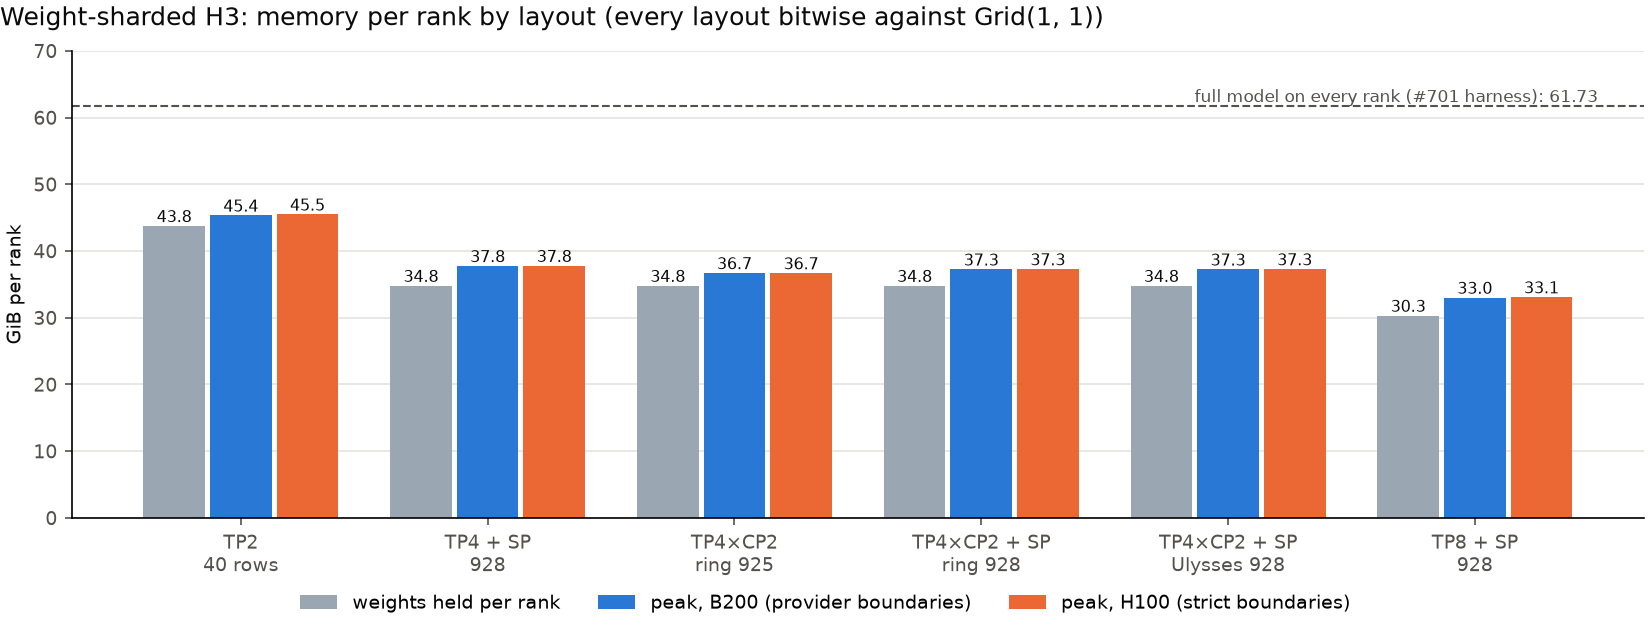 Weight-sharded H3: memory per rank by layout (every layout bitwise against Grid(1, 1))
GiB per rank
70
60
50
40
30
20
10
0
full model on every rank (#701 harness): 61.73
43.8 45.4 45.5
34.8 37.8 37.8
34.8 36.7 36.7
34.8 37.3 37.3
34.8 37.3 37.3
30.3 33.0 33.1
TP2
40 rows
TP4 + SP
928
TP4×CP2
ring 925
TP4×CP2 + SP
ring 928
TP4×CP2 + SP
Ulysses 928
TP8 + SP
928
weights held per rank
peak, B200 (provider boundaries)
peak, H100 (strict boundaries)